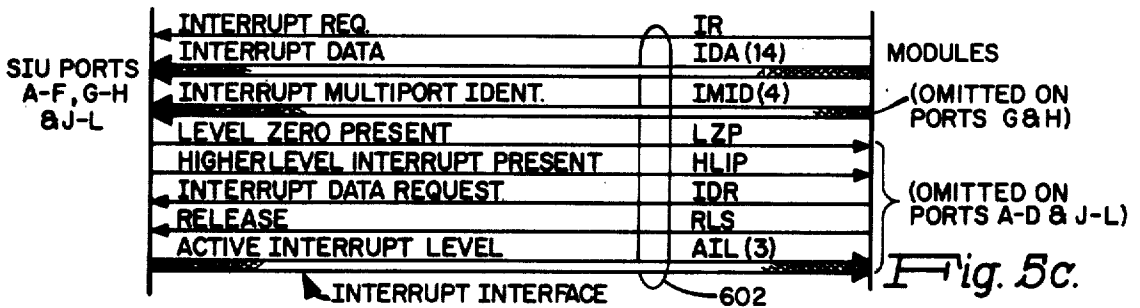 INTERRUPT REQ. IR
INTERRUPT DATA IDA (14)
MODULES
SIU PORTS
A-F, G-H
& J-L
INTERRUPT MULTIPORT IDENT. IMID (4)
(OMITTED ON
PORTS G & H)
LEVEL ZERO PRESENT LZP
HIGHER LEVEL INTERRUPT PRESENT HLIP
INTERRUPT DATA REQUEST IDR
RELEASE RLS
(OMITTED ON
PORTS A-D & J-L)
ACTIVE INTERRUPT LEVEL AIL (3)
Fig. 5c.
INTERRUPT INTERFACE 602